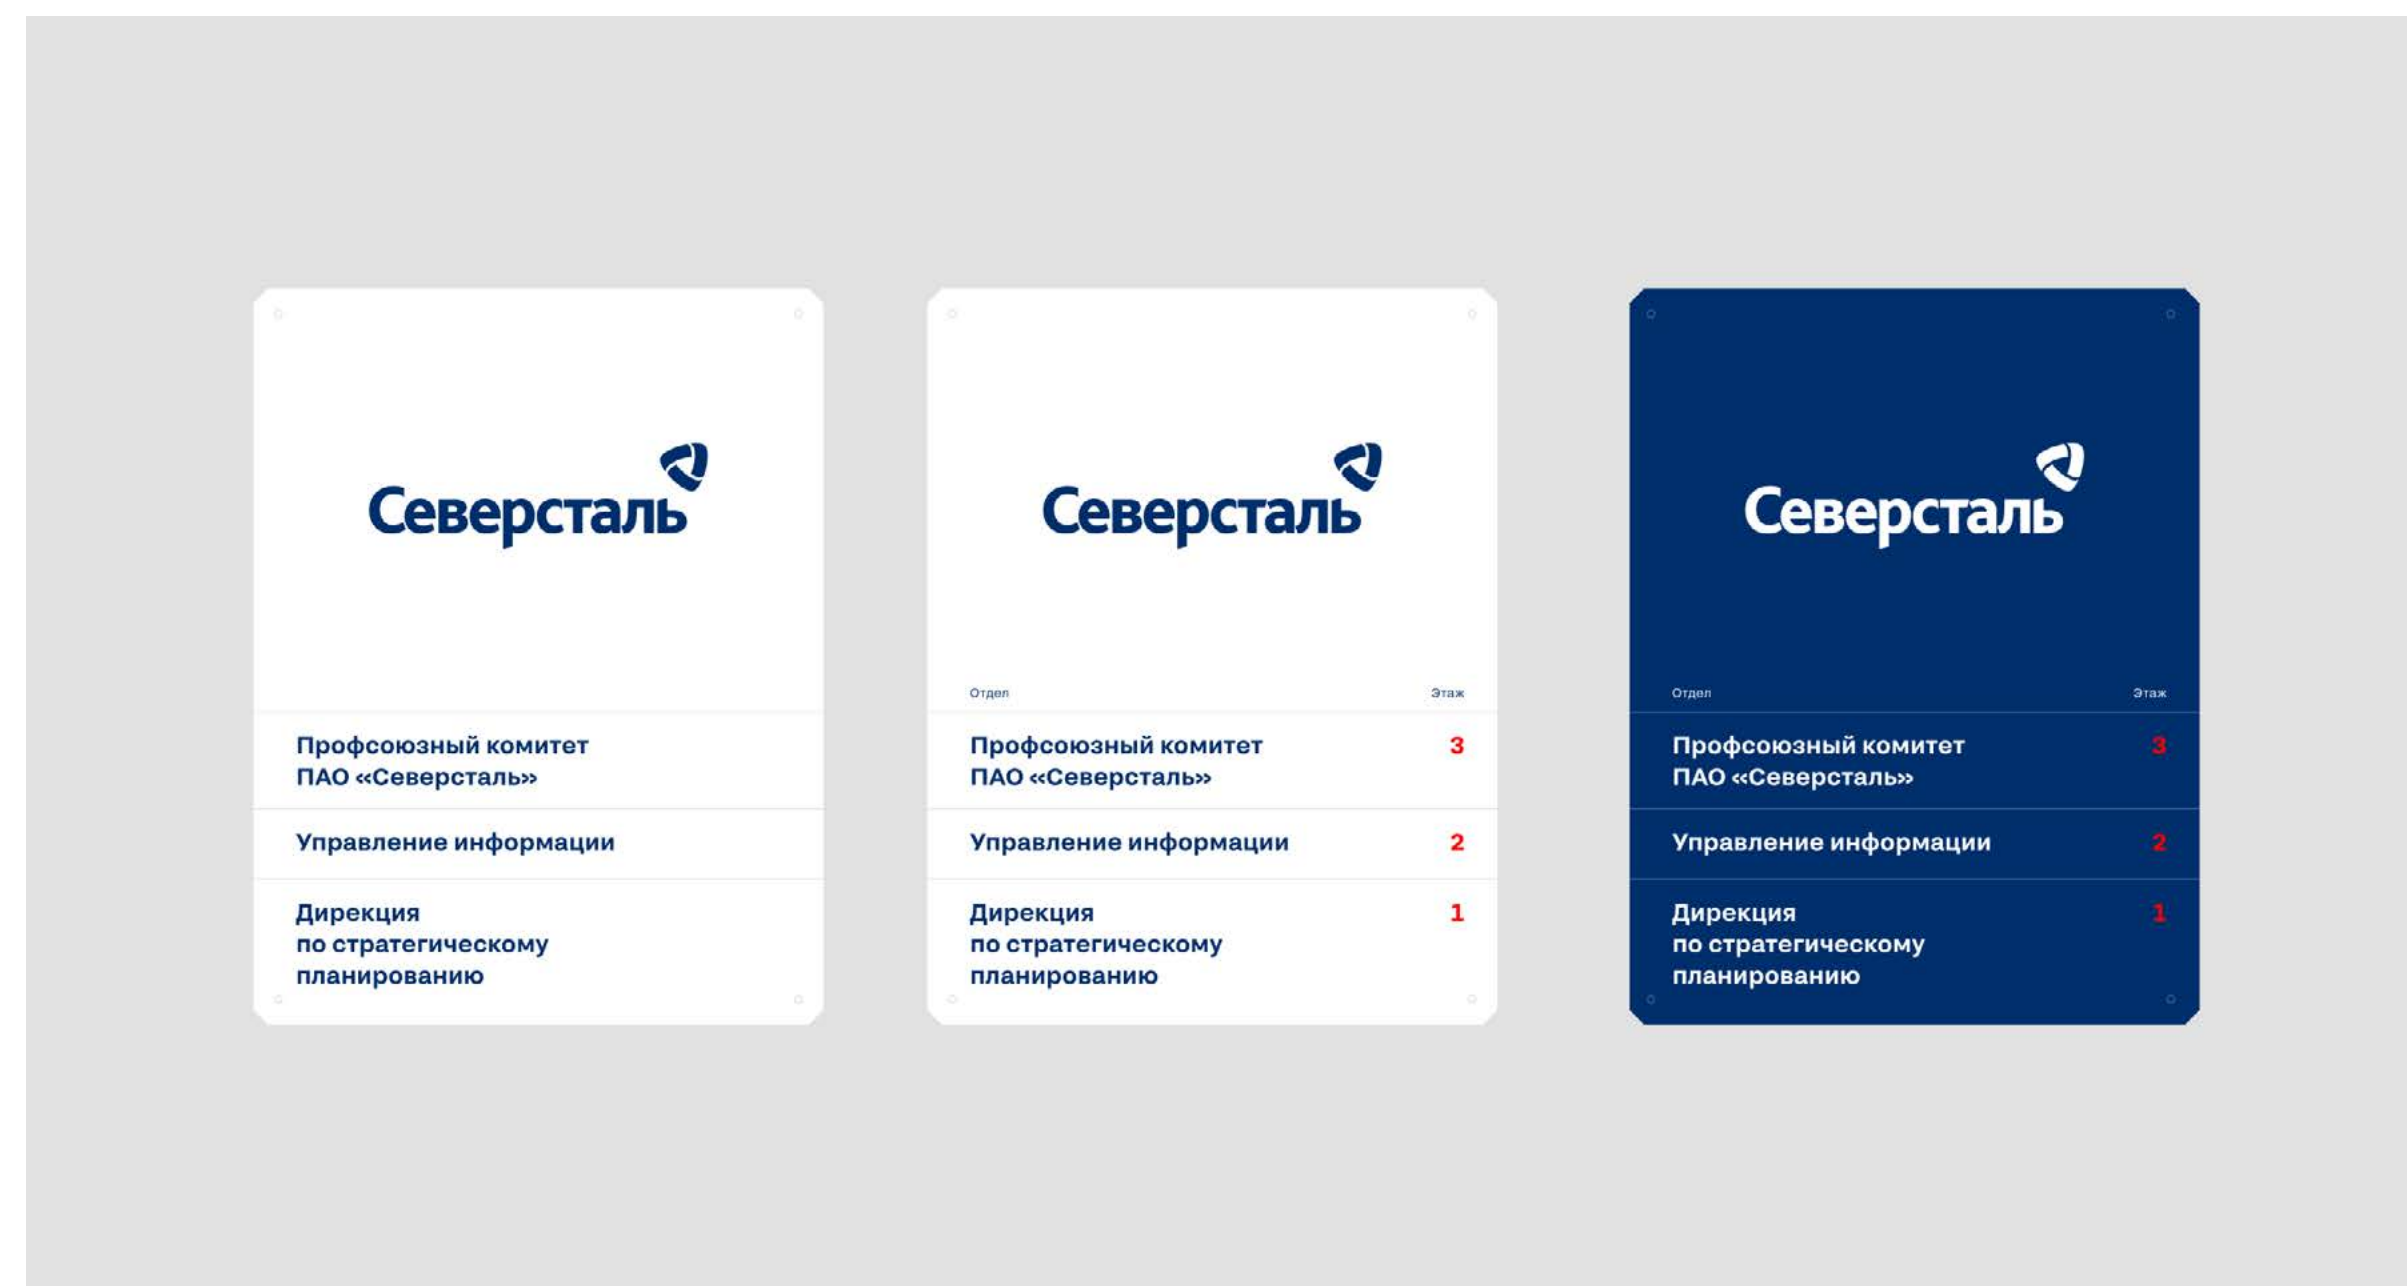 Северсталь
Профсоюзный комитет
ПАО «Северсталь»
Управление информации
Дирекция
по стратегическому
планированию
Северсталь
Отдел Этаж
Профсоюзный комитет 3
ПАО «Северсталь»
Управление информации 2
Дирекция 1
по стратегическому
планированию
Северсталь
Отдел Этаж
Профсоюзный комитет 3
ПАО «Северсталь»
Управление информации 2
Дирекция 1
по стратегическому
планированию